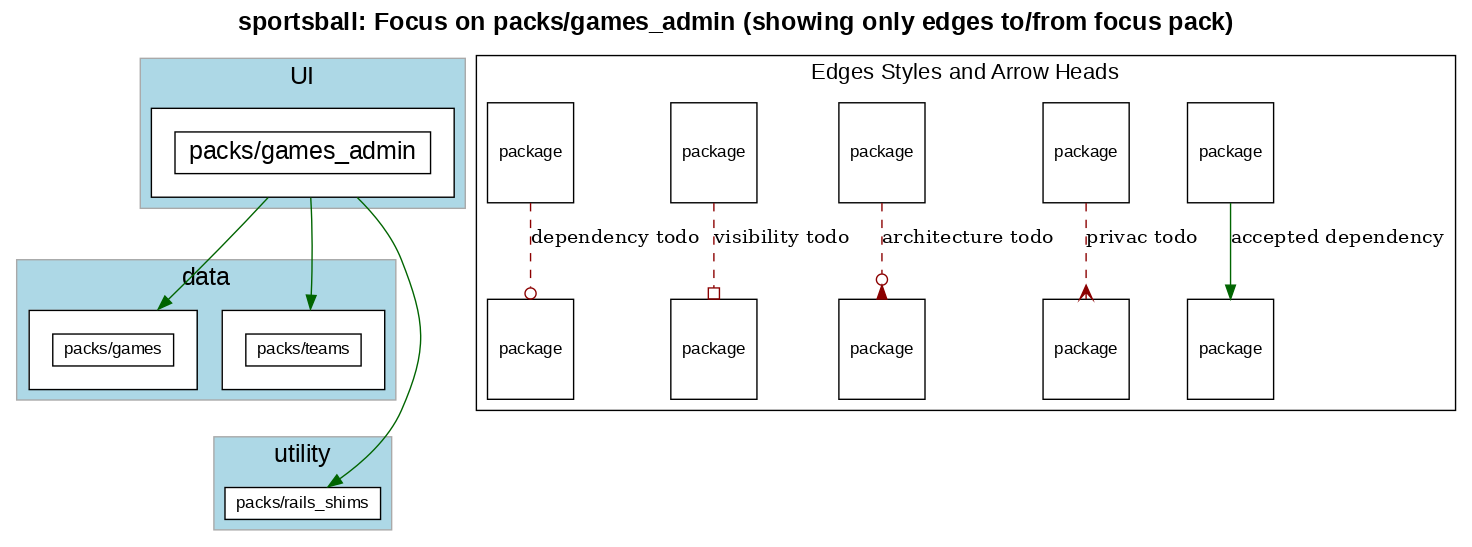 sportsball: Focus on packs/games_admin (showing only edges to/from focus pack)
UI
packs/games_admin
data
packs/games
packs/teams
utility
packs/rails_shims
Edges Styles and Arrow Heads
package
package
package
package
package
dependency todo
visibility todo
architecture todo
privac todo
accepted dependency
package
package
package
package
package